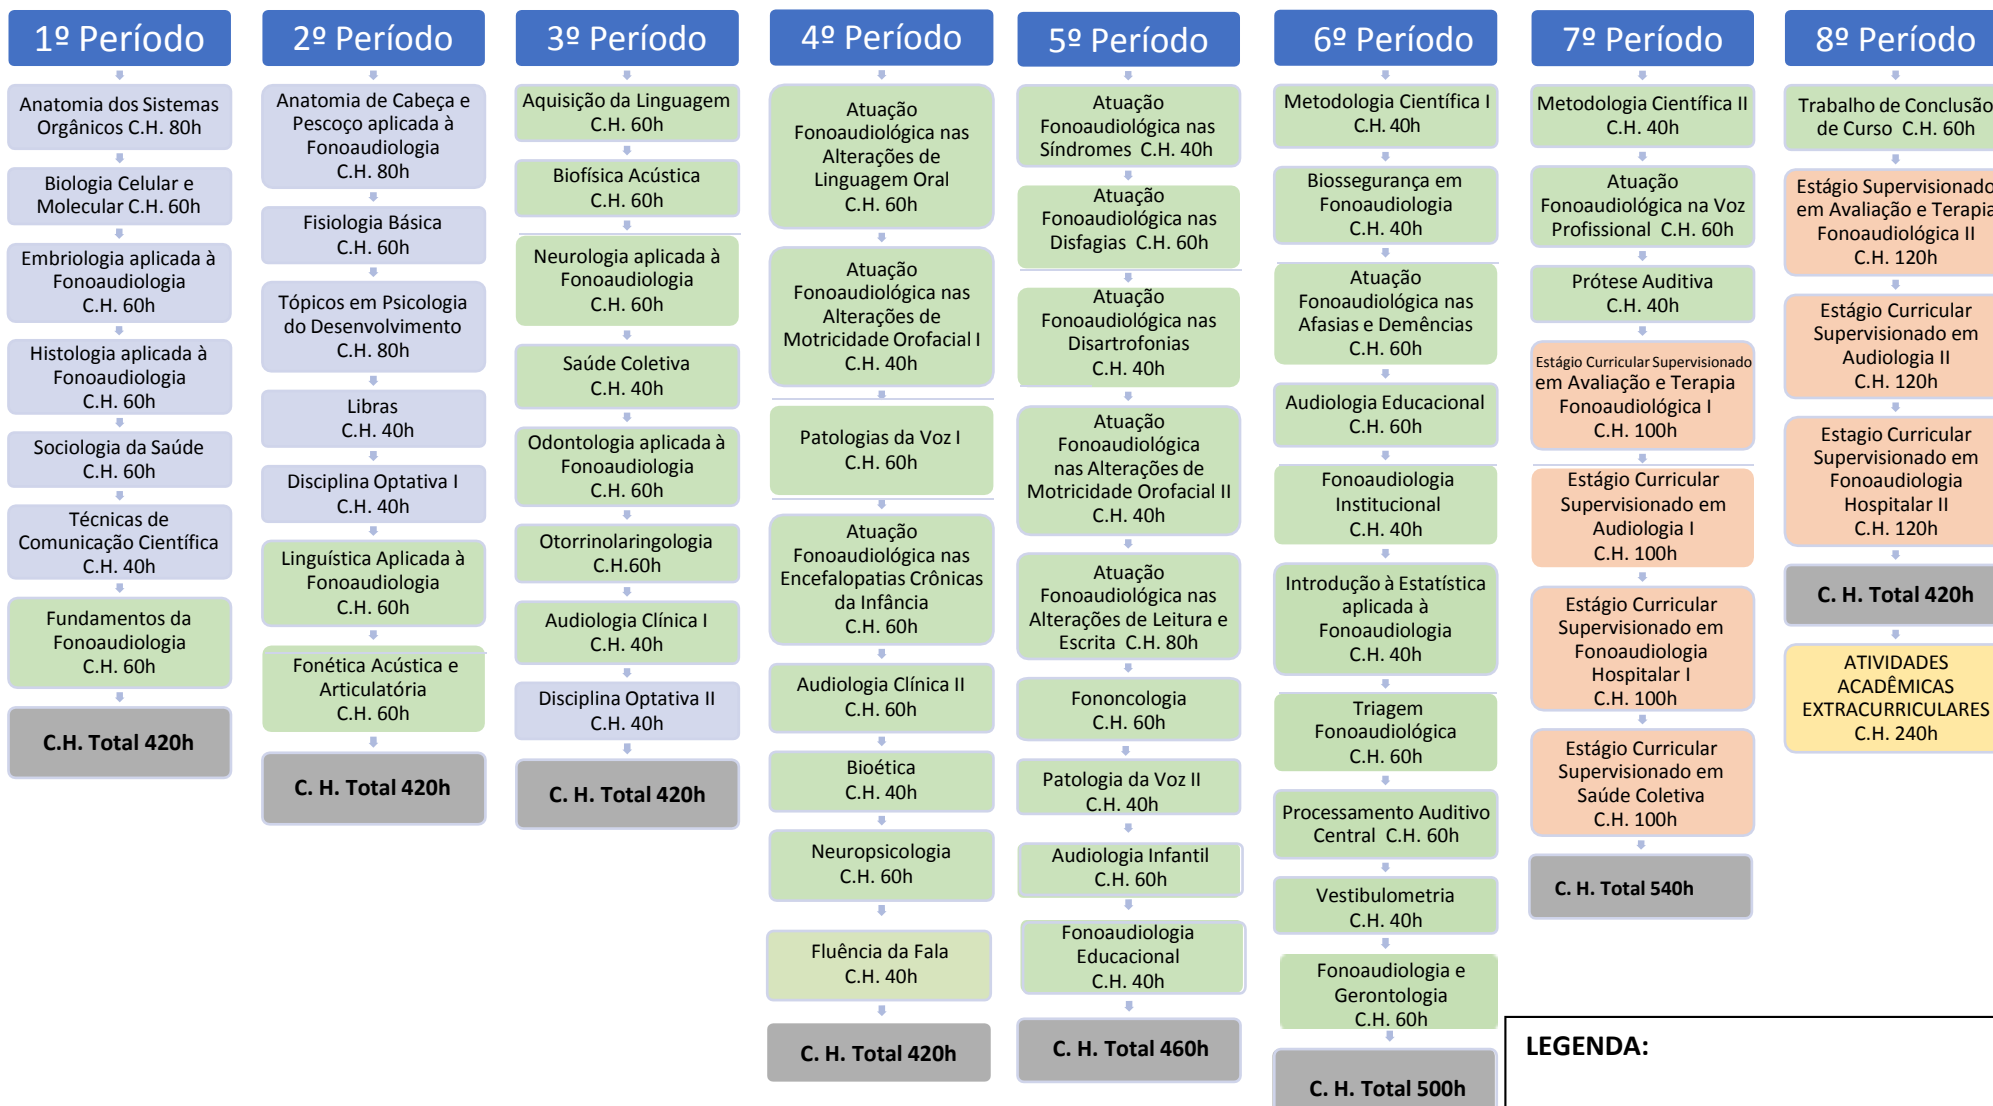 1º Período
Anatomia dos Sistemas
Orgânicos C.H. 80h
Biologia Celular e
Molecular C.H. 60h
Embriologia aplicada à
Fonoaudiologia
C.H. 60h
Histologia aplicada à
Fonoaudiologia
C.H. 60h
Sociologia da Saúde
C.H. 60h
Técnicas de
Comunicação Científica
C.H. 40h
Fundamentos da
Fonoaudiologia
C.H. 60h
C.H. Total 420h
2º Período
Anatomia de Cabeça e
Pescoço aplicada à
Fonoaudiologia
C.H. 80h
Fisiologia Básica
C.H. 60h
Tópicos em Psicologia
do Desenvolvimento
C.H. 80h
Libras
C.H. 40h
Disciplina Optativa I
C.H. 40h
Linguística Aplicada à
Fonoaudiologia
C.H. 60h
Fonética Acústica e
Articulatória
C.H. 60h
C. H. Total 420h
3º Período
Aquisição da Linguagem
C.H. 60h
Biofísica Acústica
C.H. 60h
Neurologia aplicada à
Fonoaudiologia
C.H. 60h
Saúde Coletiva
C.H. 40h
Odontologia aplicada à
Fonoaudiologia
C.H. 60h
Otorrinolaringologia
C.H.60h
Audiologia Clínica I
C.H. 40h
Disciplina Optativa II
C.H. 40h
C. H. Total 420h
4º Período
Atuação
Fonoaudiológica nas
Alterações de
Linguagem Oral
C.H. 60h
Atuação
Fonoaudiológica nas
Alterações de
Motricidade Orofacial I
C.H. 40h
Patologias da Voz I
C.H. 60h
Atuação
Fonoaudiológica nas
Encefalopatias Crônicas
da Infância
C.H. 60h
Audiologia Clínica II
C.H. 60h
Bioética
C.H. 40h
Neuropsicologia
C.H. 60h
Fluência da Fala
C.H. 40h
C. H. Total 420h
5º Período
Atuação
Fonoaudiológica nas
Síndromes C.H. 40h
Atuação
Fonoaudiológica nas
Disfagias C.H. 60h
Atuação
Fonoaudiológica nas
Disartrofonias
C.H. 40h
Atuação
Fonoaudiológica
nas Alterações de
Motricidade Orofacial II
C.H. 40h
Atuação
Fonoaudiológica nas
Alterações de Leitura e
Escrita C.H. 80h
Fononcologia
C.H. 60h
Patologia da Voz II
C.H. 40h
Audiologia Infantil
C.H. 60h
Fonoaudiologia
Educacional
C.H. 40h
C. H. Total 460h
6º Período
Metodologia Científica I
C.H. 40h
Biossegurança em
Fonoaudiologia
C.H. 40h
Atuação
Fonoaudiológica nas
Afasias e Demências
C.H. 60h
Audiologia Educacional
C.H. 60h
Fonoaudiologia
Institucional
C.H. 40h
Introdução à Estatística
aplicada à
Fonoaudiologia
C.H. 40h
Triagem
Fonoaudiológica
C.H. 60h
Processamento Auditivo
Central C.H. 60h
Vestibulometria
C.H. 40h
Fonoaudiologia e
Gerontologia
C.H. 60h
C. H. Total 500h
7º Período
Metodologia Científica II
C.H. 40h
Atuação
Fonoaudiológica na Voz
Profissional C.H. 60h
Prótese Auditiva
C.H. 40h
Estágio Curricular Supervisionado
em Avaliação e Terapia
Fonoaudiológica I
C.H. 100h
Estágio Curricular
Supervisionado em
Audiologia I
C.H. 100h
Estágio Curricular
Supervisionado em
Fonoaudiologia
Hospitalar I
C.H. 100h
Estágio Curricular
Supervisionado em
Saúde Coletiva
C.H. 100h
C. H. Total 540h
8º Período
Trabalho de Conclusão
de Curso C.H. 60h
Estágio Supervisionado
em Avaliação e Terapia
Fonoaudiológica II
C.H. 120h
Estágio Curricular
Supervisionado em
Audiologia II
C.H. 120h
Estagio Curricular
Supervisionado em
Fonoaudiologia
Hospitalar II
C.H. 120h
C. H. Total 420h
ATIVIDADES
ACADÊMICAS
EXTRACURRICULARES
C.H. 240h
LEGENDA: